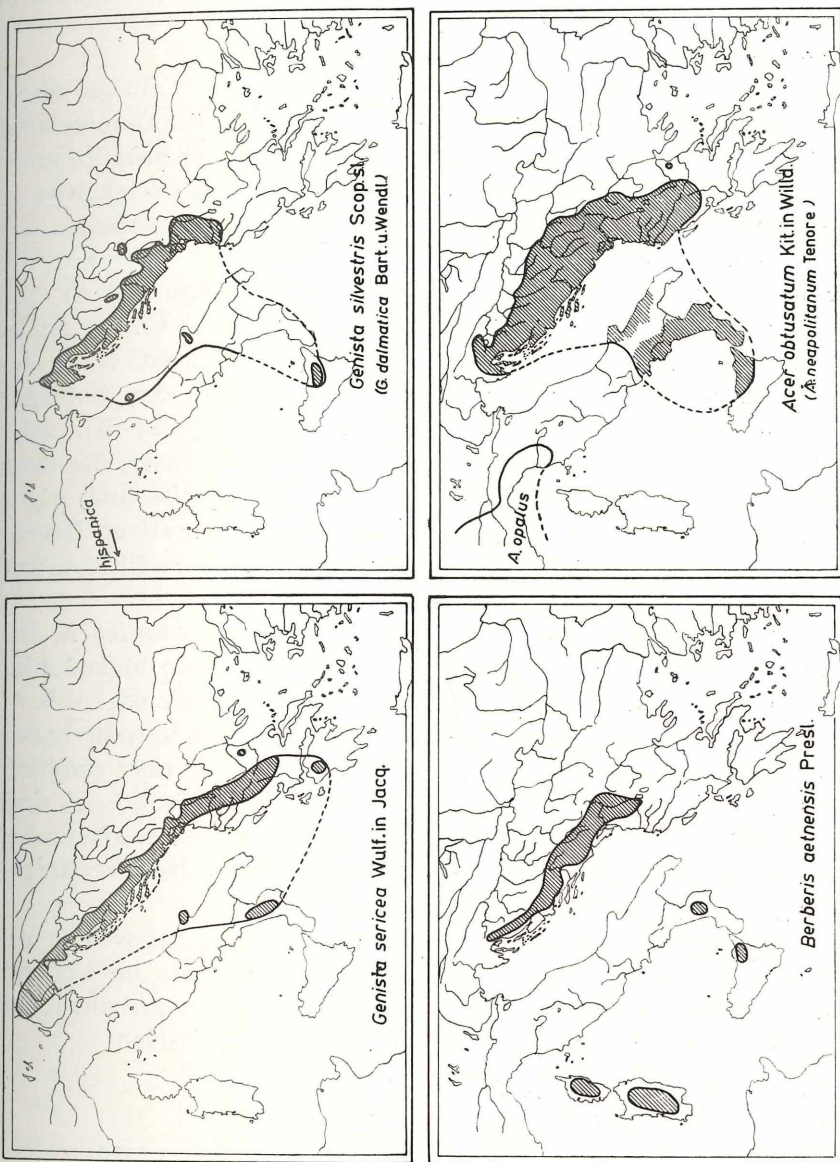 Genista sericea Wulf.in Jacq.
hispanica
Genista silvestris Scop.sl.
(G. dalmatica Bart.u.Wendl.)
Berberis aetnensis Presl.
A. opalus
Acer obtusatum Kit.in Willd.
(A.neapolitanum Tenore)